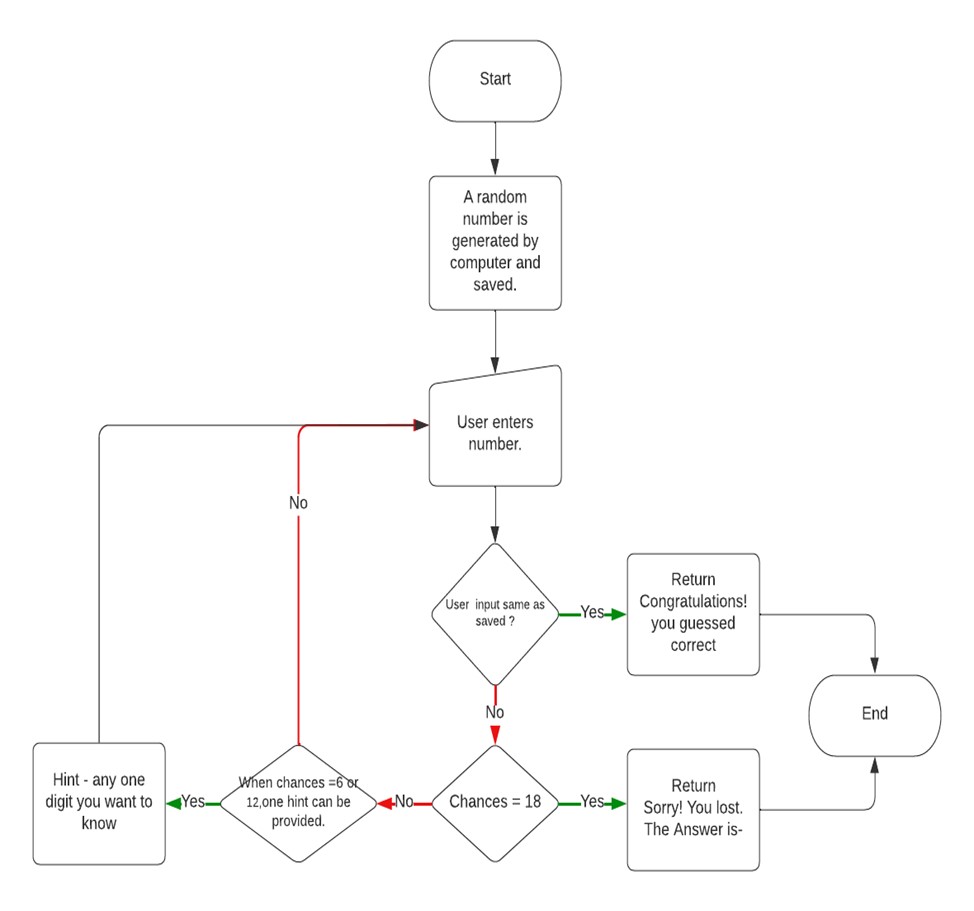 Start
A random
number is
generated by
computer and
saved.
User enters
number.
No
User input same as
saved ?
Yes
Return
Congratulations!
you guessed
correct
No
End
Hint - any one
digit you want to
know
Yes
When chances =6 or
12,one hint can be
provided.
No
Chances = 18
Yes
Return
Sorry! You lost.
The Answer is-